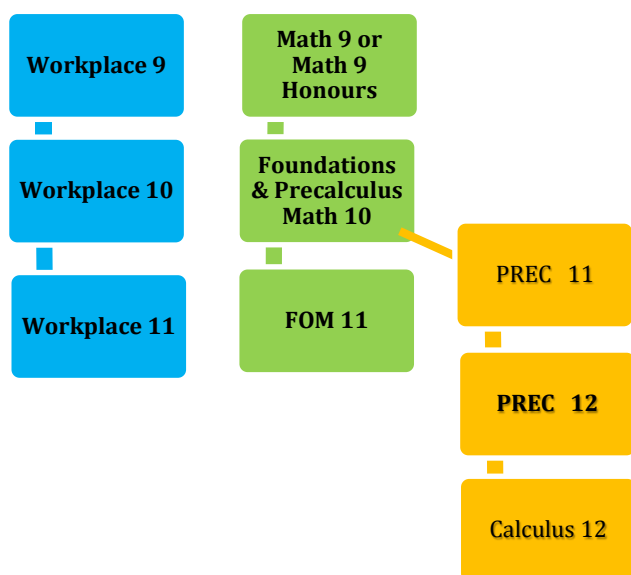 Workplace 9
Workplace 10
Workplace 11
Math 9 or
Math 9
Honours
Foundations
& Precalculus
Math 10
FOM 11
PREC 11
PREC 12
Calculus 12